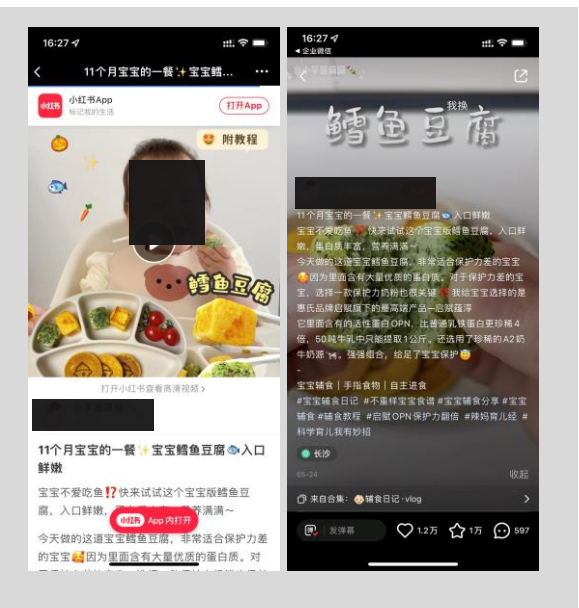 16:27
11个月宝宝的一餐✨宝宝鳕...
小红书
小红书App
标记我的生活
打开App
附教程
鳕鱼豆腐
打开小红书查看高清视频 >
11个月宝宝的一餐✨宝宝鳕鱼豆腐🐟入口
鲜嫩
宝宝不爱吃鱼⁉️快来试试这个宝宝版鳕鱼豆
腐，入口鲜嫩，
养满满～
小红书 App 内打开
今天做的这道宝宝鳕鱼豆腐，非常适合保护力差
的宝宝🥰因为里面含有大量优质的蛋白质。对
16:27
企业微信
我换
鳕鱼豆腐
11个月宝宝的一餐✨宝宝鳕鱼豆腐🐟入口鲜嫩
宝宝不爱吃鱼⁉️快来试试这个宝宝版鳕鱼豆腐，入口鲜
嫩，蛋白质丰富，营养满满～
今天做的这道宝宝鳕鱼豆腐，非常适合保护力差的宝宝
🥰因为里面含有大量优质的蛋白质。对于保护力差的宝
宝，选择一款保护力奶粉也很关键‼️我给宝宝选择的是
惠氏品牌启赋旗下的最高端产品—启赋蕴淳
它里面含有的活性蛋白OPN，比普通乳铁蛋白更珍稀4
倍，50吨牛乳中只能提取1公斤。还选用了珍稀的A2奶
牛奶源🐄，强强组合，给足了宝宝保护😇
-
宝宝辅食｜手指食物｜自主进食
#宝宝辅食日记 #不重样宝宝食谱 #宝宝辅食分享 #宝宝
辅食 #辅食教程 #启赋OPN保护力翻倍 #辣妈育儿经 #
科学育儿我有妙招
长沙
05-24
收起
来自合集：👶辅食日记·vlog
弹 发弹幕
1.2万
1万
597